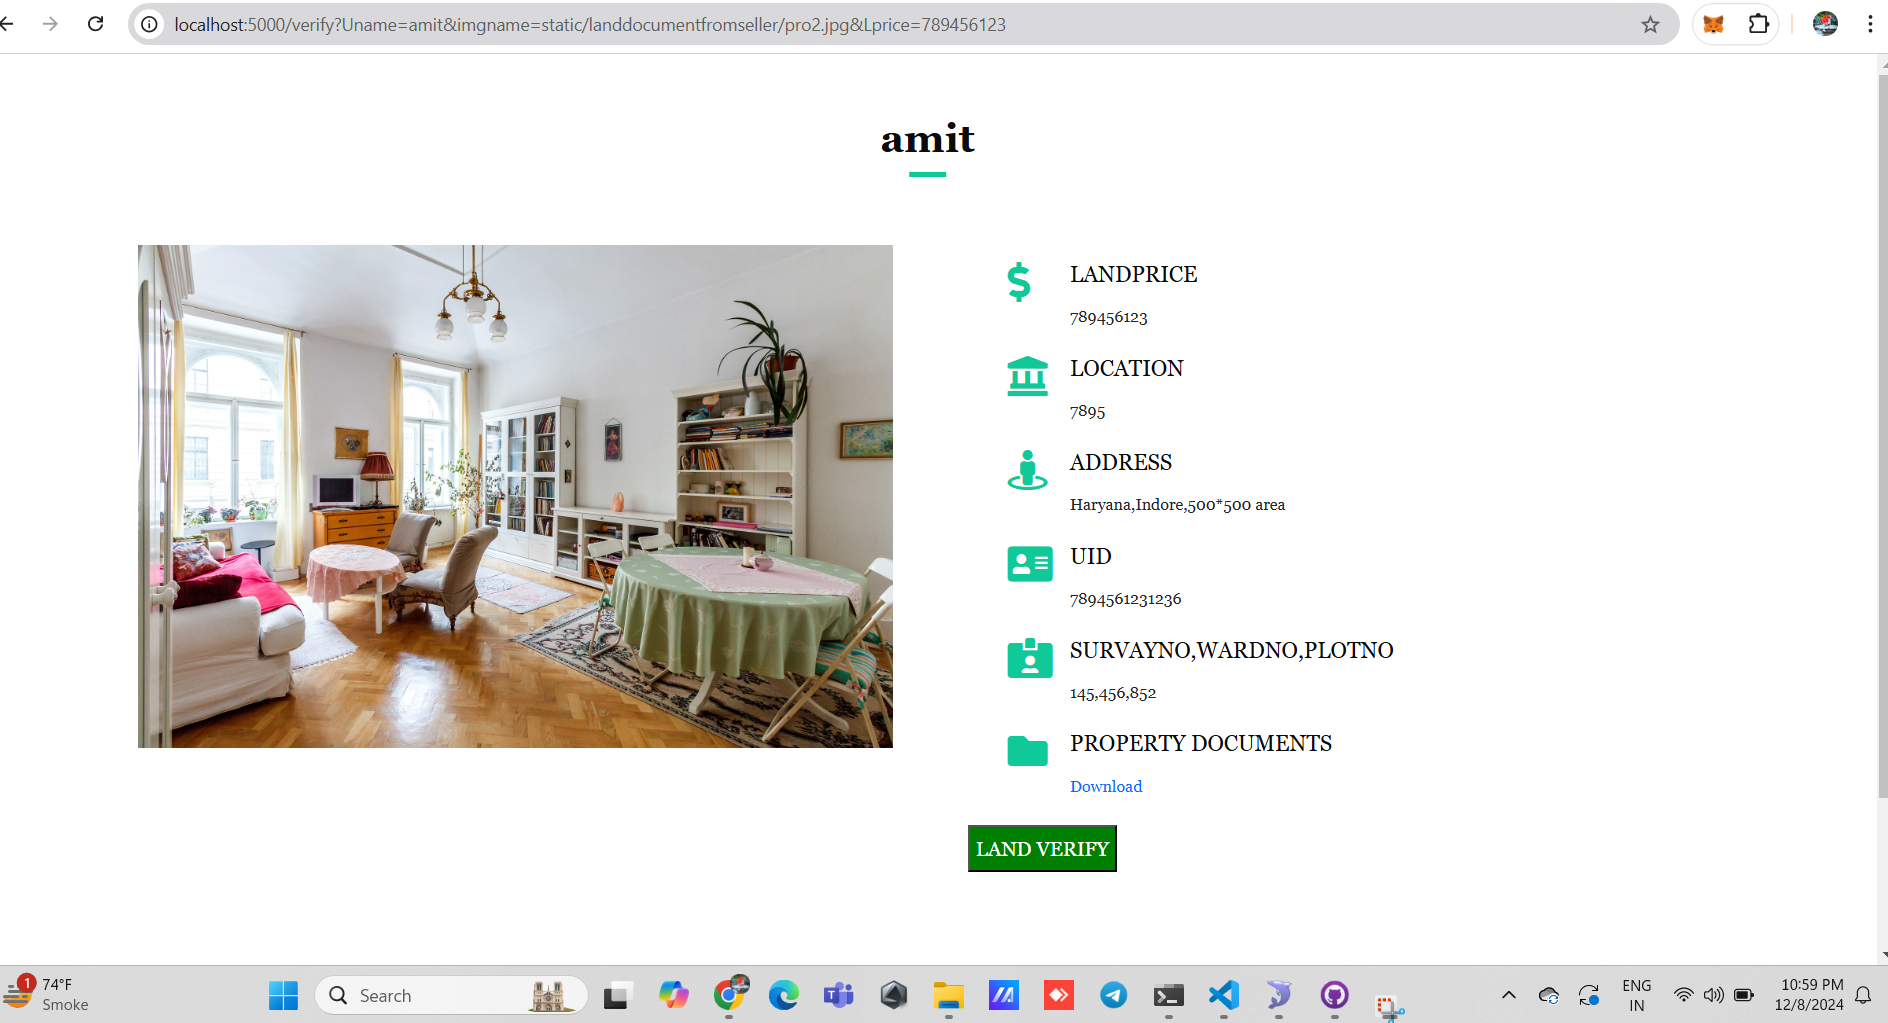 localhost:5000/verify?Uname=amit&imgname=static/landdocumentfromseller/pro2.jpg&Lprice=789456123
amit
LANDPRICE
789456123
LOCATION
7895
ADDRESS
Haryana,Indore,500*500 area
UID
7894561231236
SURVAYNO,WARDNO,PLOTNO
145,456,852
PROPERTY DOCUMENTS
Download
LAND VERIFY
1
74°F
Smoke
Search
ENG
IN
10:59 PM
12/8/2024